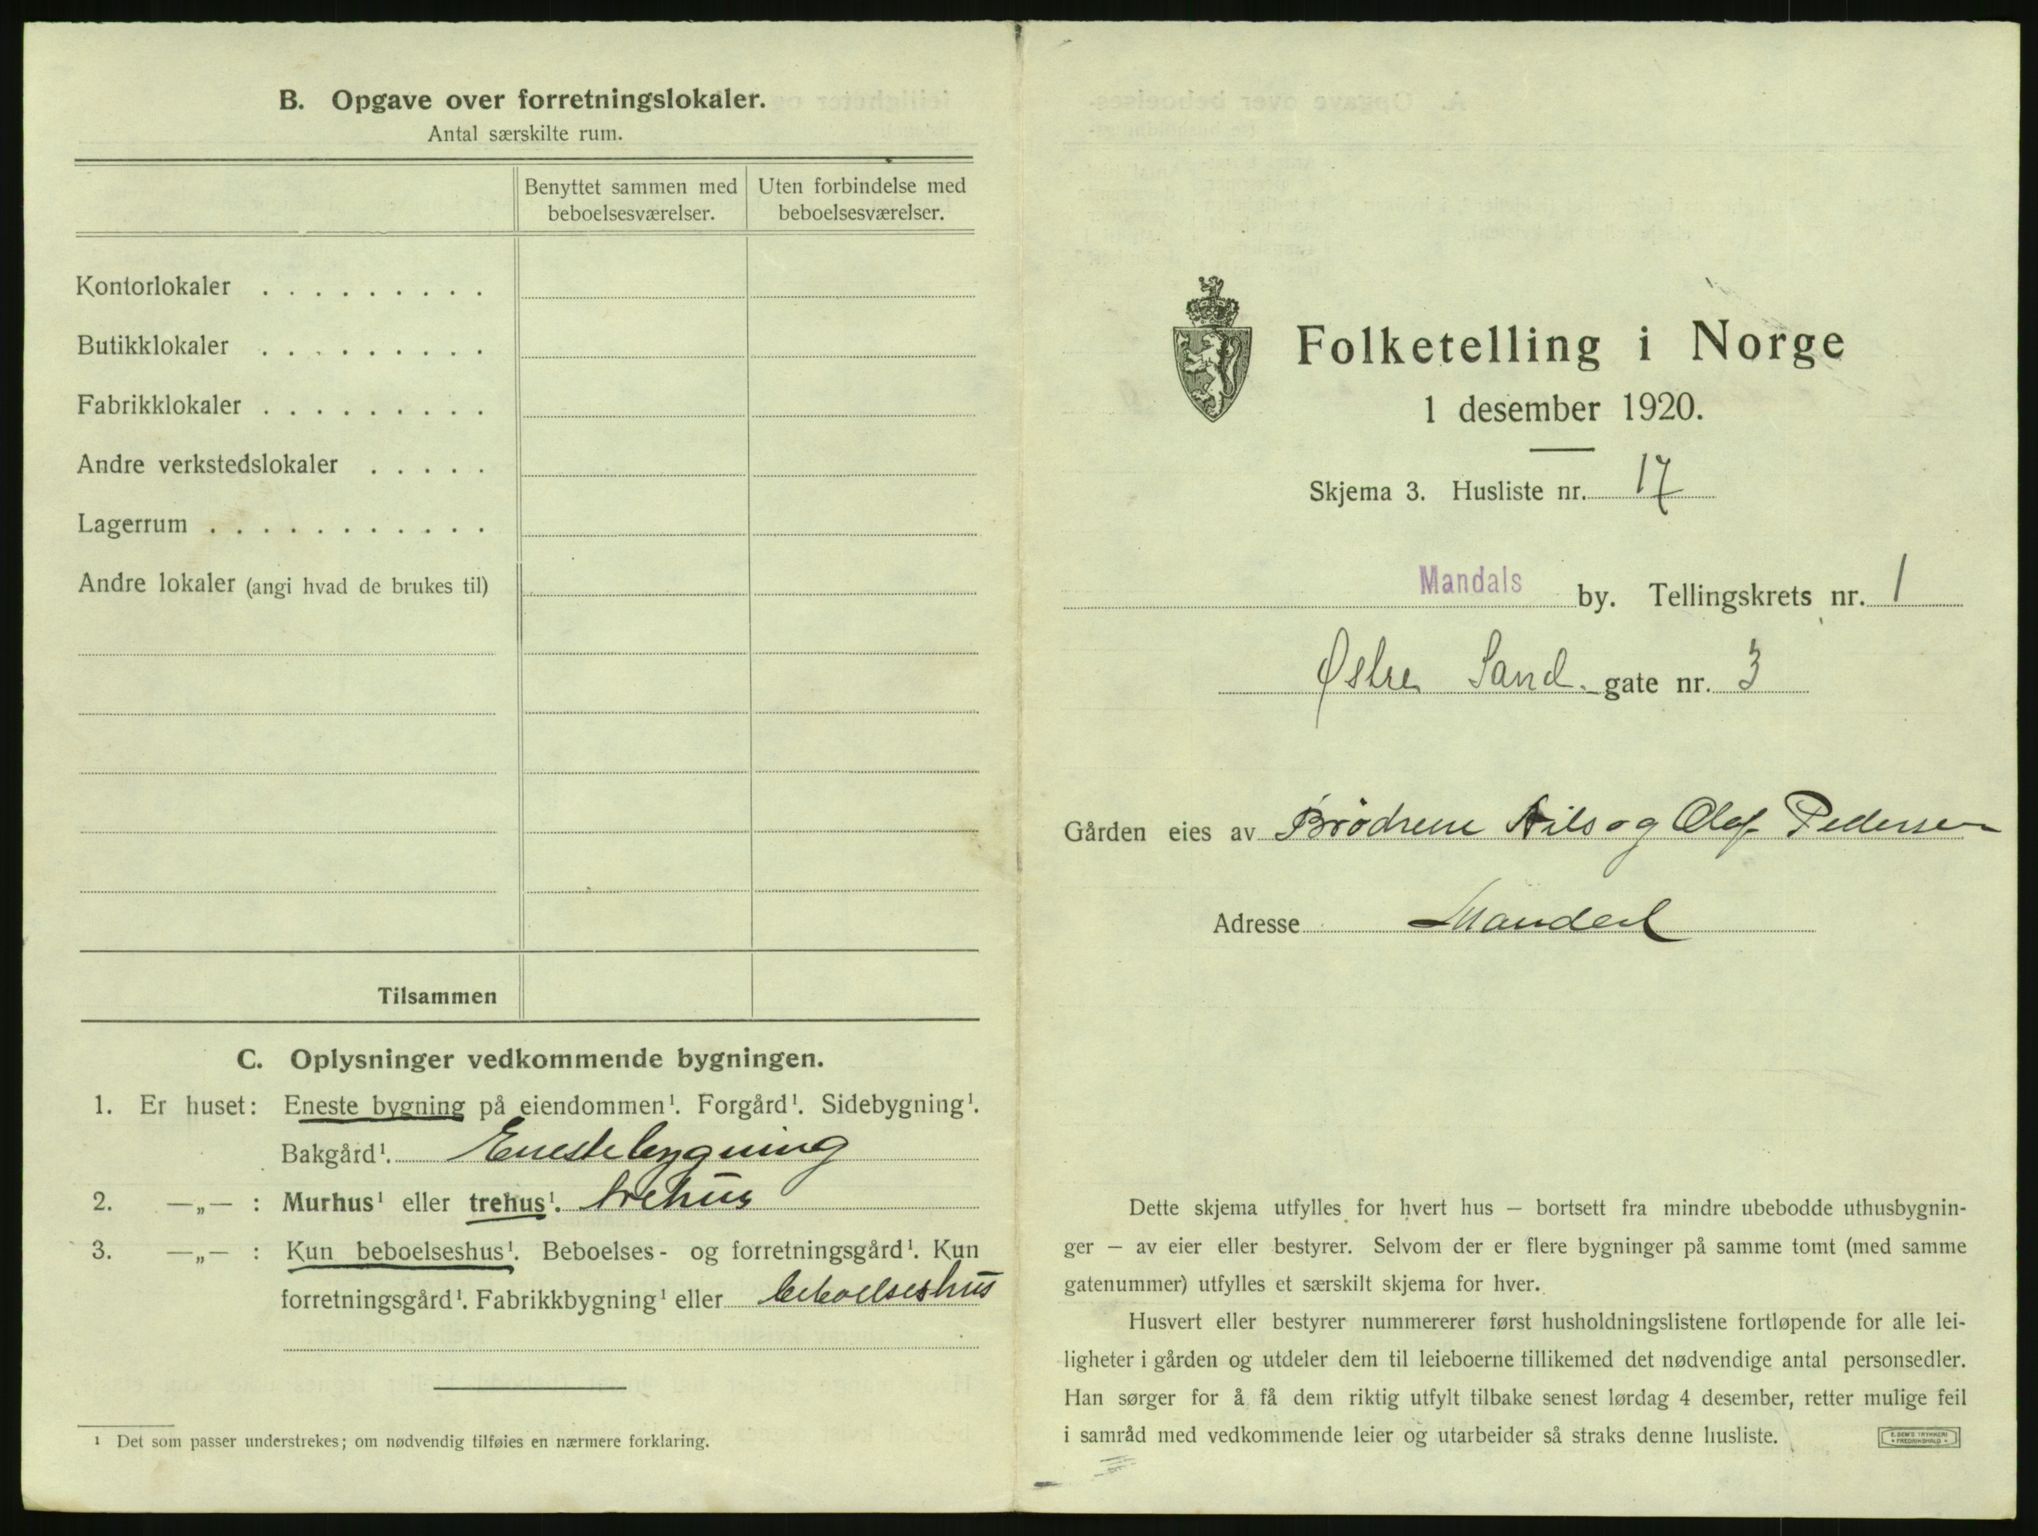 B. Opgave over forretningslokaler.
Antal særskilte rum.
Benyttet sammen med beboelsesværelser.
Uten forbindelse med beboelsesværelser.
Kontorlokaler . . . . . . . . .
Butikklokaler . . . . . . . . .
Fabrikklokaler . . . . . . . . .
Andre verkstedslokaler . . . . .
Lagerrum . . . . . . . . . . .
Andre lokaler (angi hvad de brukes til)
Tilsammen
C. Oplysninger vedkommende bygningen.
1. Er huset: Eneste bygning på eiendommen¹. Forgård¹. Sidebygning¹.
Bakgård¹. Enestebygning
2. —„— : Murhus¹ eller trehus¹. trehus
3. —„— : Kun beboelseshus¹. Beboelses- og forretningsgård¹. Kun
forretningsgård¹. Fabrikkbygning¹ eller beboelseshus
¹ Det som passer understrekes; om nødvendig tilføies en nærmere forklaring.
Folketelling i Norge
1 desember 1920.
Skjema 3. Husliste nr. 17
Mandals by. Tellingskrets nr. 1
Østre Sand. gate nr. 3
Gården eies av Brødrene Nils og Olaf Pedersen
Adresse Mandal
Dette skjema utfylles for hvert hus — bortsett fra mindre ubebodde uthusbygnin-
ger — av eier eller bestyrer. Selvom der er flere bygninger på samme tomt (med samme
gatenummer) utfylles et særskilt skjema for hver.
Husvert eller bestyrer nummererer først husholdningslistene fortløpende for alle lei-
ligheter i gården og utdeler dem til leieboerne tillikemed det nødvendige antal personsedler.
Han sørger for å få dem riktig utfylt tilbake senest lørdag 4 desember, retter mulige feil
i samråd med vedkommende leier og utarbeider så straks denne husliste.
E. SEM'S TRYKKERI
FREDRIKSHALD